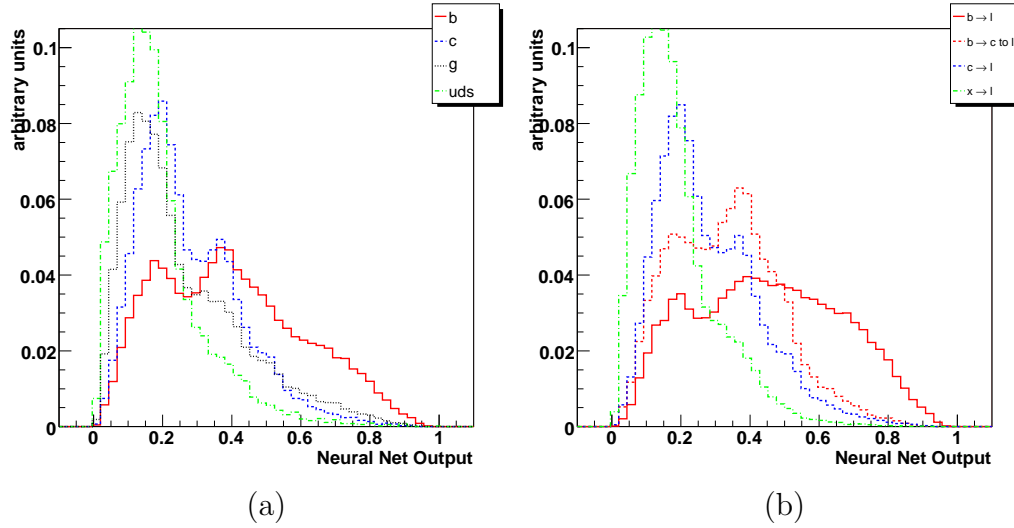 arbitrary units
0.1
0.08
0.06
0.04
0.02
0
0 0.2 0.4 0.6 0.8 1
Neural Net Output
b
c
g
uds
(a)
arbitrary units
0.1
0.08
0.06
0.04
0.02
0
0 0.2 0.4 0.6 0.8 1
Neural Net Output
b → l
b → c to l
c → l
x → l
(b)